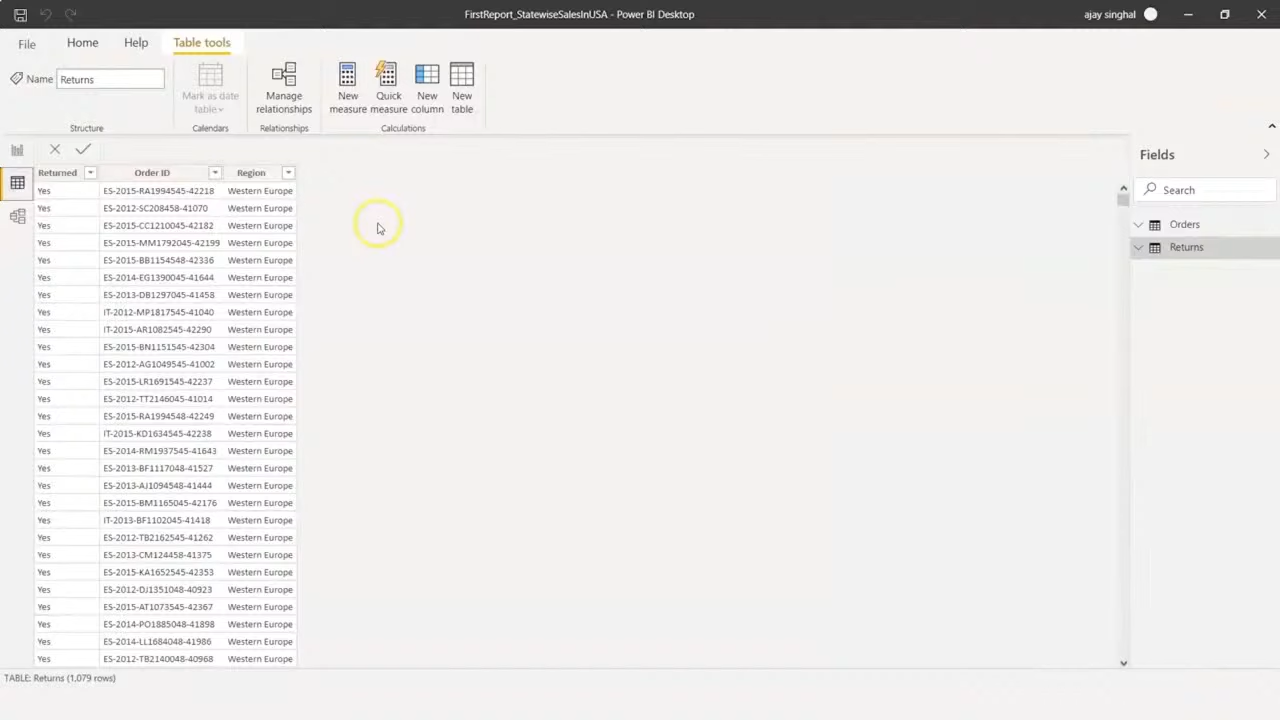 FirstReport_StatewiseSalesInUSA - Power BI Desktop
ajay singhal
File
Home
Help
Table tools
Name
Returns
Mark as date
table
New
measure
Quick
measure
New
column
New
table
Manage
relationships
Structure
Calendars
Relationships
Calculations
Fields
Search
Orders
Returns
Returned Order ID Region
Yes ES-2015-RA1994545-42218 Western Europe
Yes ES-2012-SC208458-41070 Western Europe
Yes ES-2015-CC1210045-42182 Western Europe
Yes ES-2015-MM1792045-42199 Western Europe
Yes ES-2015-BB1154548-42336 Western Europe
Yes ES-2014-EG1390045-41644 Western Europe
Yes ES-2013-DB1297045-41458 Western Europe
Yes IT-2012-MP1817545-41040 Western Europe
Yes IT-2015-AR1082545-42290 Western Europe
Yes ES-2015-BN1151545-42304 Western Europe
Yes ES-2012-AG1049545-41002 Western Europe
Yes ES-2015-LR1691545-42237 Western Europe
Yes ES-2012-TT2146045-41014 Western Europe
Yes ES-2015-RA1994548-42249 Western Europe
Yes IT-2015-KD1634545-42238 Western Europe
Yes ES-2014-RM1937545-41643 Western Europe
Yes ES-2013-BF1117048-41527 Western Europe
Yes ES-2013-AJ1094548-41444 Western Europe
Yes ES-2015-BM1165045-42176 Western Europe
Yes IT-2013-BF1102045-41418 Western Europe
Yes ES-2012-TB2162545-41262 Western Europe
Yes ES-2013-CM124458-41375 Western Europe
Yes ES-2015-KA1652545-42353 Western Europe
Yes ES-2012-DJ1351048-40923 Western Europe
Yes ES-2015-AT1073545-42367 Western Europe
Yes ES-2014-PO1885048-41898 Western Europe
Yes ES-2014-LL1684048-41986 Western Europe
Yes ES-2012-TB2140048-40968 Western Europe
TABLE: Returns (1,079 rows)